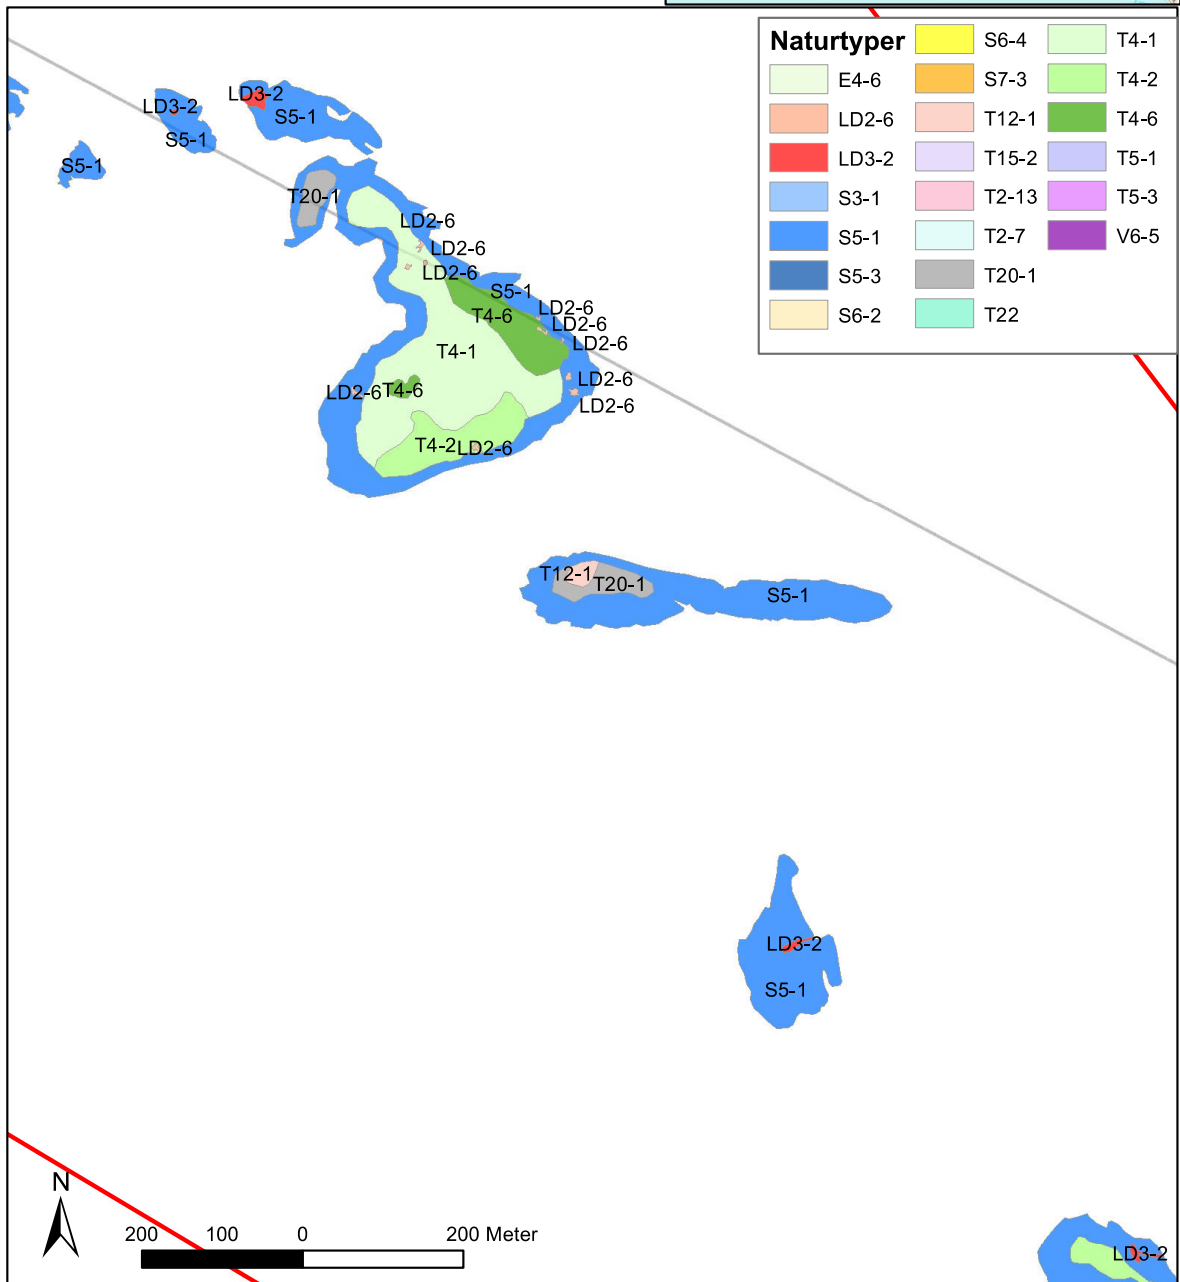 Naturtyper
E4-6
LD2-6
LD3-2
S3-1
S5-1
S5-3
S6-2
S6-4
S7-3
T12-1
T15-2
T2-13
T2-7
T20-1
T22
T4-1
T4-2
T4-6
T5-1
T5-3
V6-5
LD3-2
S5-1
LD3-2
S5-1
S5-1
T20-1
LD2-6
LD2-6
LD2-6
S5-1
T4-6
LD2-6
LD2-6
LD2-6
T4-1
LD2-6
T4-6
LD2-6
LD2-6
T4-2
LD2-6
T12-1
T20-1
S5-1
LD3-2
S5-1
LD3-2
N
200 100 0 200 Meter